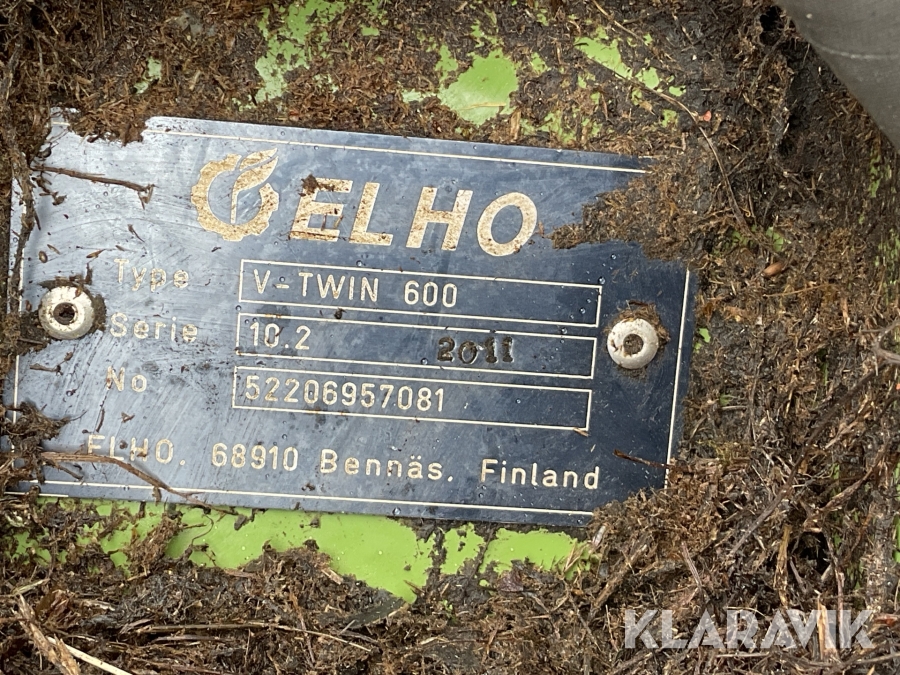 ELHO
Type V-TWIN 600
Serie 10.2 2011
No 52206957081
ELHO. 68910 Bennäs. Finland
KLARAVIK